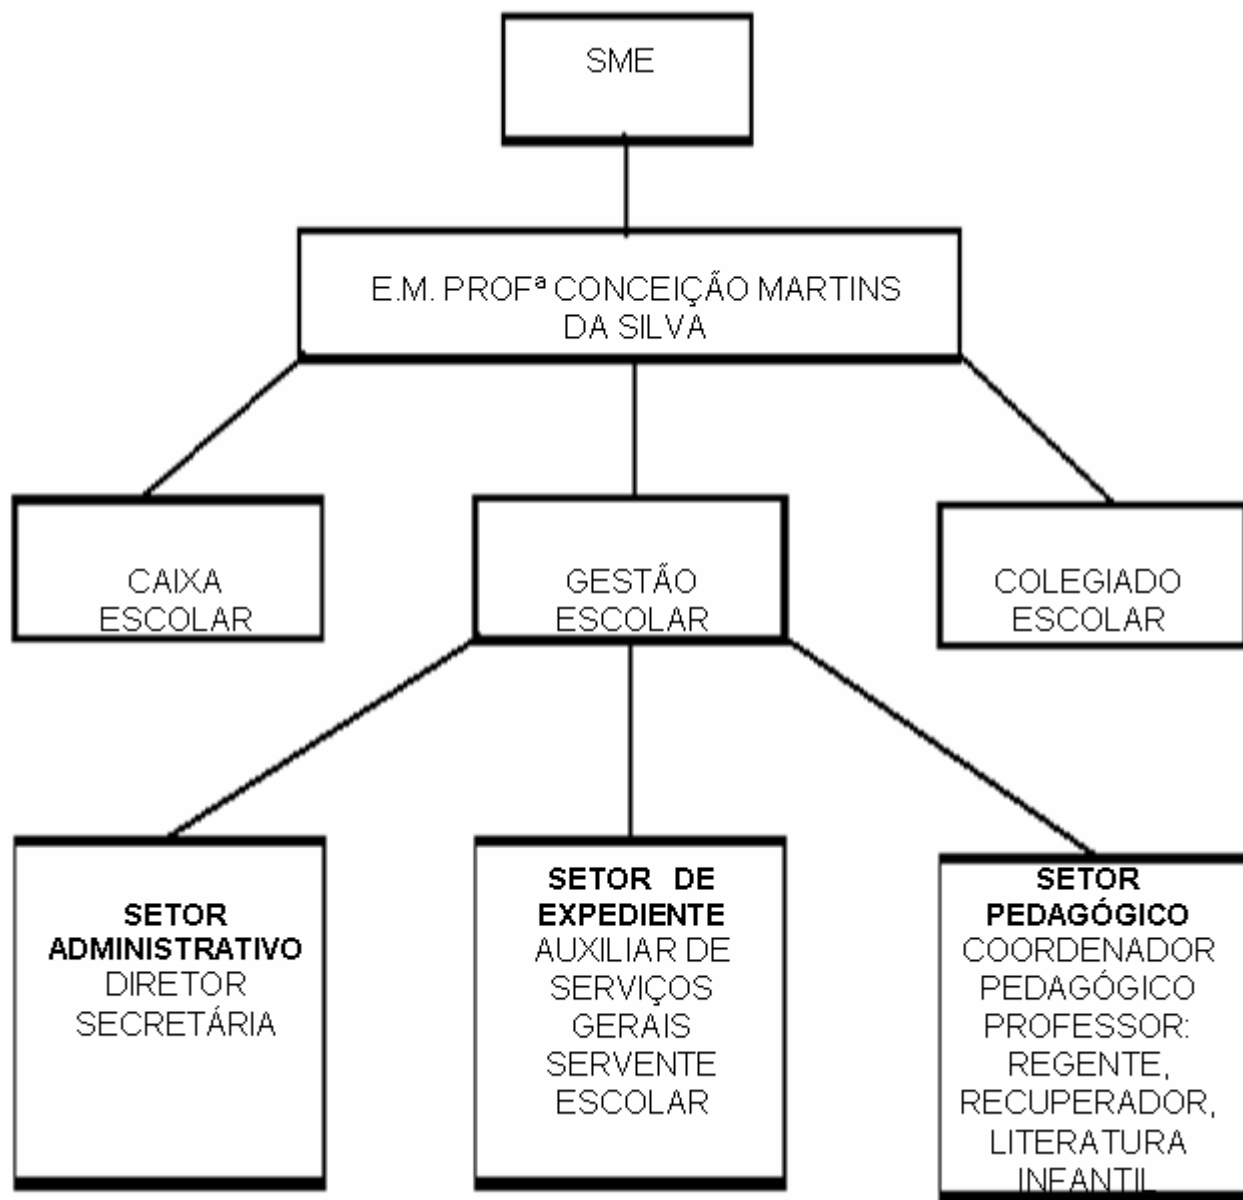 SME
E.M. PROFª CONCEIÇÃO MARTINS
DA SILVA
CAIXA
ESCOLAR
GESTÃO
ESCOLAR
COLEGIADO
ESCOLAR
SETOR
ADMINISTRATIVO
DIRETOR
SECRETÁRIA
SETOR DE
EXPEDIENTE
AUXILIAR DE
SERVIÇOS
GERAIS
SERVENTE
ESCOLAR
SETOR
PEDAGÓGICO
COORDENADOR
PEDAGÓGICO
PROFESSOR:
REGENTE,
RECUPERADOR,
LITERATURA
INFANTIL